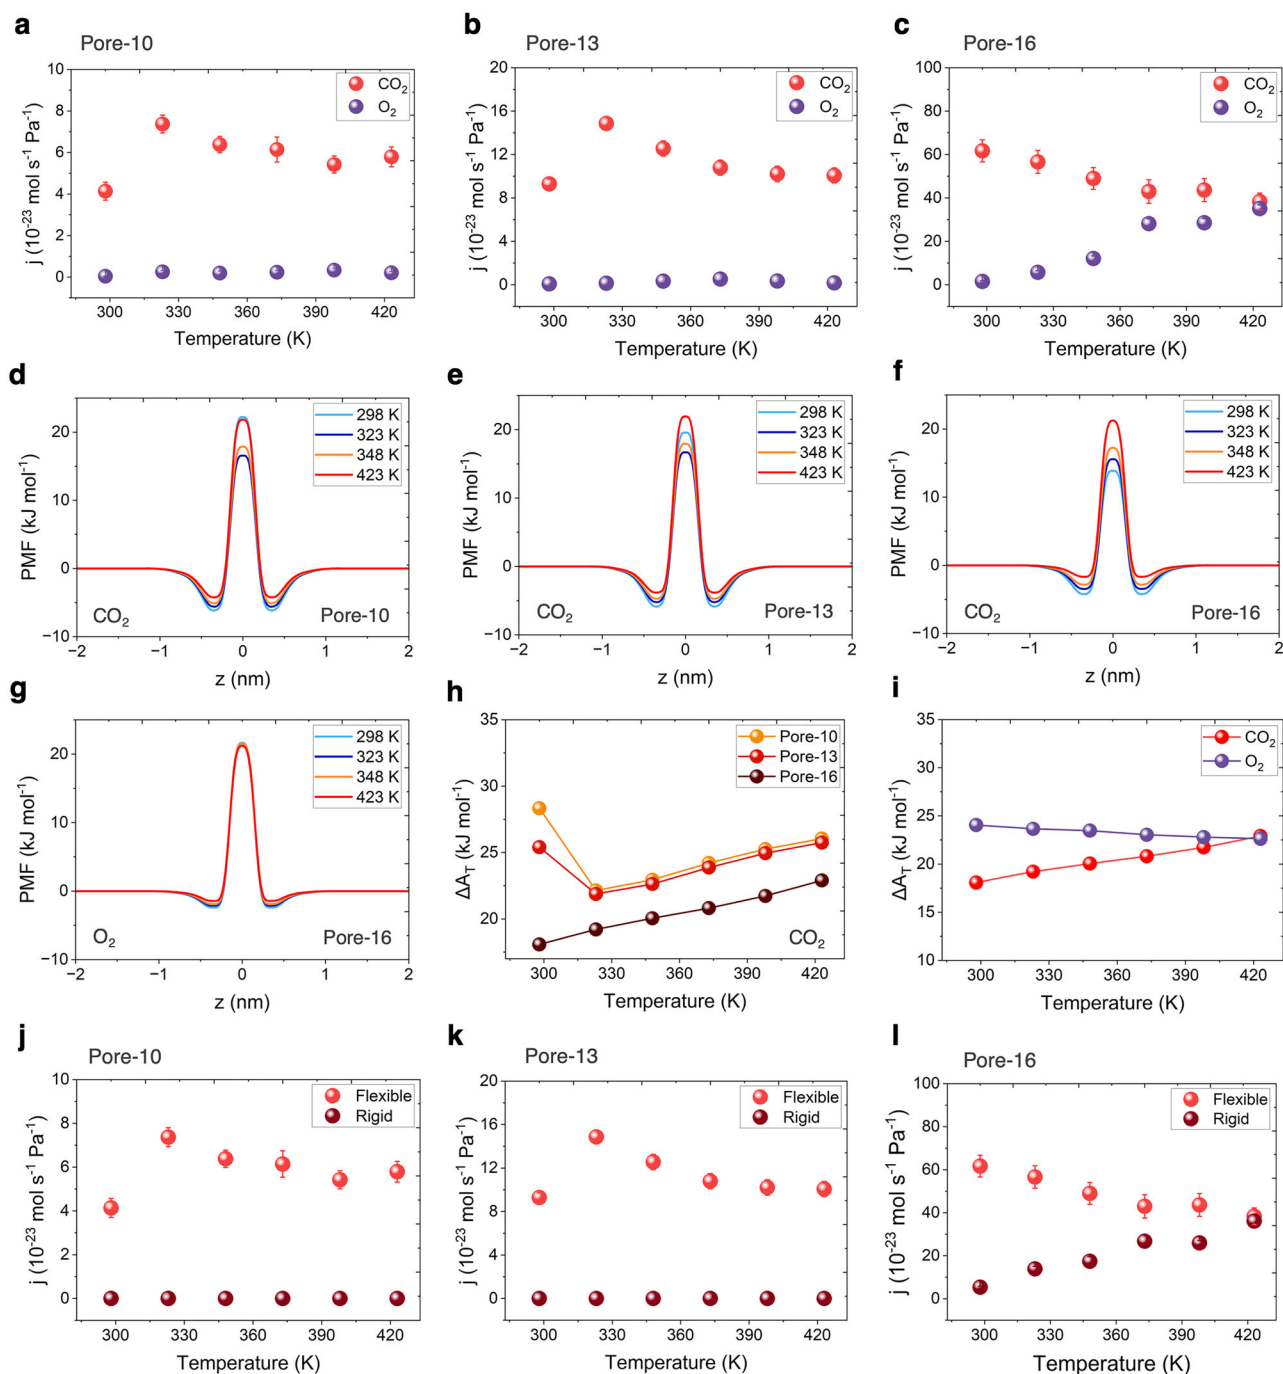 a
Pore-10
10
8
6
4
2
0
j (10⁻²³ mol s⁻¹ Pa⁻¹)
CO₂
O₂
300 330 360 390 420
Temperature (K)
b
Pore-13
20
16
12
8
4
0
j (10⁻²³ mol s⁻¹ Pa⁻¹)
CO₂
O₂
300 330 360 390 420
Temperature (K)
c
Pore-16
100
80
60
40
20
0
j (10⁻²³ mol s⁻¹ Pa⁻¹)
CO₂
O₂
300 330 360 390 420
Temperature (K)
d
20
10
0
−10
PMF (kJ mol⁻¹)
298 K
323 K
348 K
423 K
CO₂ Pore-10
−2 −1 0 1 2
z (nm)
e
20
10
0
−10
PMF (kJ mol⁻¹)
298 K
323 K
348 K
423 K
CO₂ Pore-13
−2 −1 0 1 2
z (nm)
f
20
10
0
−10
PMF (kJ mol⁻¹)
298 K
323 K
348 K
423 K
CO₂ Pore-16
−2 −1 0 1 2
z (nm)
g
20
10
0
−10
PMF (kJ mol⁻¹)
298 K
323 K
348 K
423 K
O₂ Pore-16
−2 −1 0 1 2
z (nm)
h
35
30
25
20
ΔA_T (kJ mol⁻¹)
Pore-10
Pore-13
Pore-16
CO₂
300 330 360 390 420
Temperature (K)
i
35
30
25
20
15
10
ΔA_T (kJ mol⁻¹)
CO₂
O₂
300 330 360 390 420
Temperature (K)
j
Pore-10
10
8
6
4
2
0
j (10⁻²³ mol s⁻¹ Pa⁻¹)
Flexible
Rigid
300 330 360 390 420
Temperature (K)
k
Pore-13
20
16
12
8
4
0
j (10⁻²³ mol s⁻¹ Pa⁻¹)
Flexible
Rigid
300 330 360 390 420
Temperature (K)
l
Pore-16
100
80
60
40
20
0
j (10⁻²³ mol s⁻¹ Pa⁻¹)
Flexible
Rigid
300 330 360 390 420
Temperature (K)